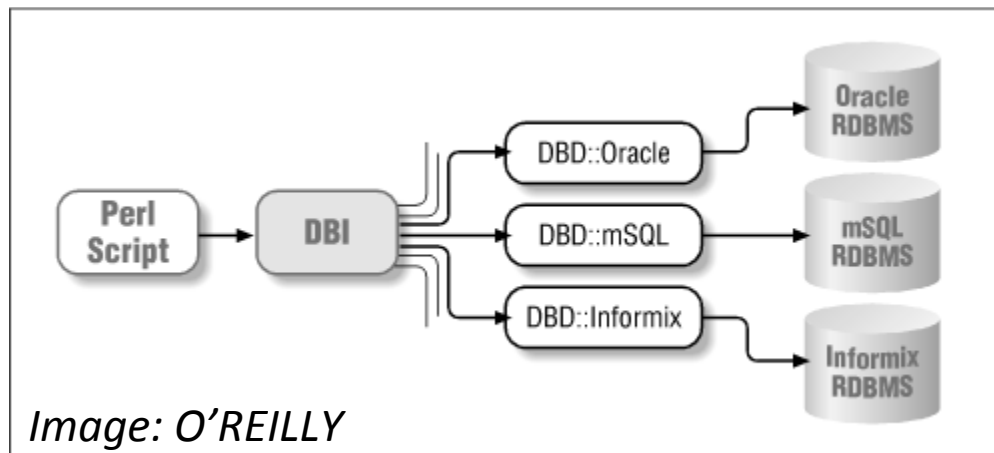 Perl
Script
DBI
DBD::Oracle
DBD::mSQL
DBD::Informix
Oracle
RDBMS
mSQL
RDBMS
Informix
RDBMS
Image: O’REILLY